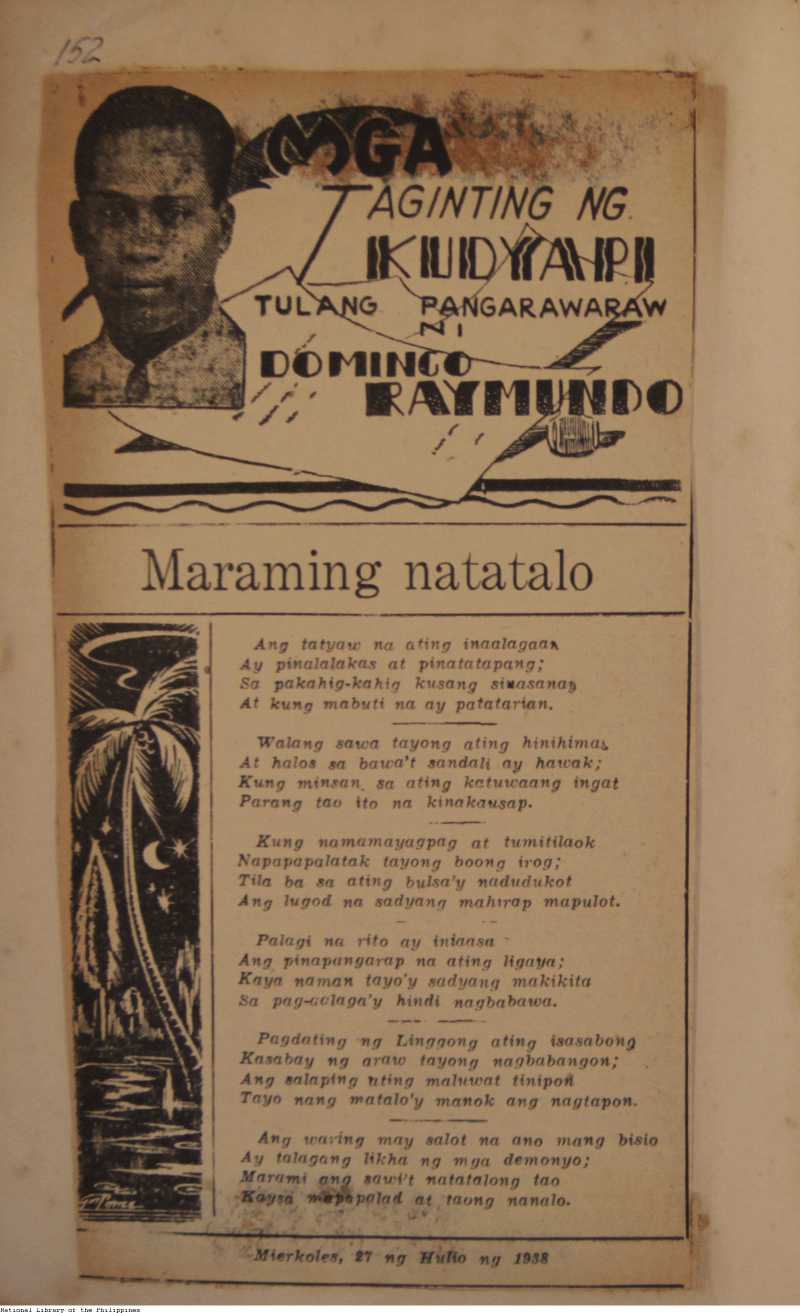 152
MGA
TAGINTING NG
KUDYAPI
TULANG PANGARAWARAW
NI
DOMINGO
RAYMUNDO
Maraming natatalo
Ang tatyaw na ating inaalagaan
Ay pinalalakas at pinatatapang;
Sa pakahig-kahig kusang sinasanay
At kung mabuti na ay patatarian.
Walang sawa tayong ating hinihimas
At halos sa bawa't sandali ay hawak;
Kung minsan, sa ating katuwaang ingat
Parang tao ito na kinakausap.
Kung namamayagpag at tumitilaok
Napapapalatak tayong boong irog;
Tila ba sa ating bulsa'y nadudukot
Ang lugod na sadyang mahirap mapulot.
Palagi na rito ay iniaasa
Ang pinapangarap na ating ligaya;
Kaya naman tayo'y sadyang makikita
Sa pag-aalaga'y hindi nagbabawa.
Pagdating ng Linggong ating isasabong
Kasabay ng araw tayong nagbabangon;
Ang salaping ating maluwat tinipon
Tayo nang matalo'y manok ang nagtapon.
Ang waring may salot na ano mang bisio
Ay talagang likha ng mga demonyo;
Marami ang sawi't natatalong tao
Kaysa mapapalad at taong nanalo.
Mierkoles, 27 ng Hulio ng 1938
National Library of the Philippines